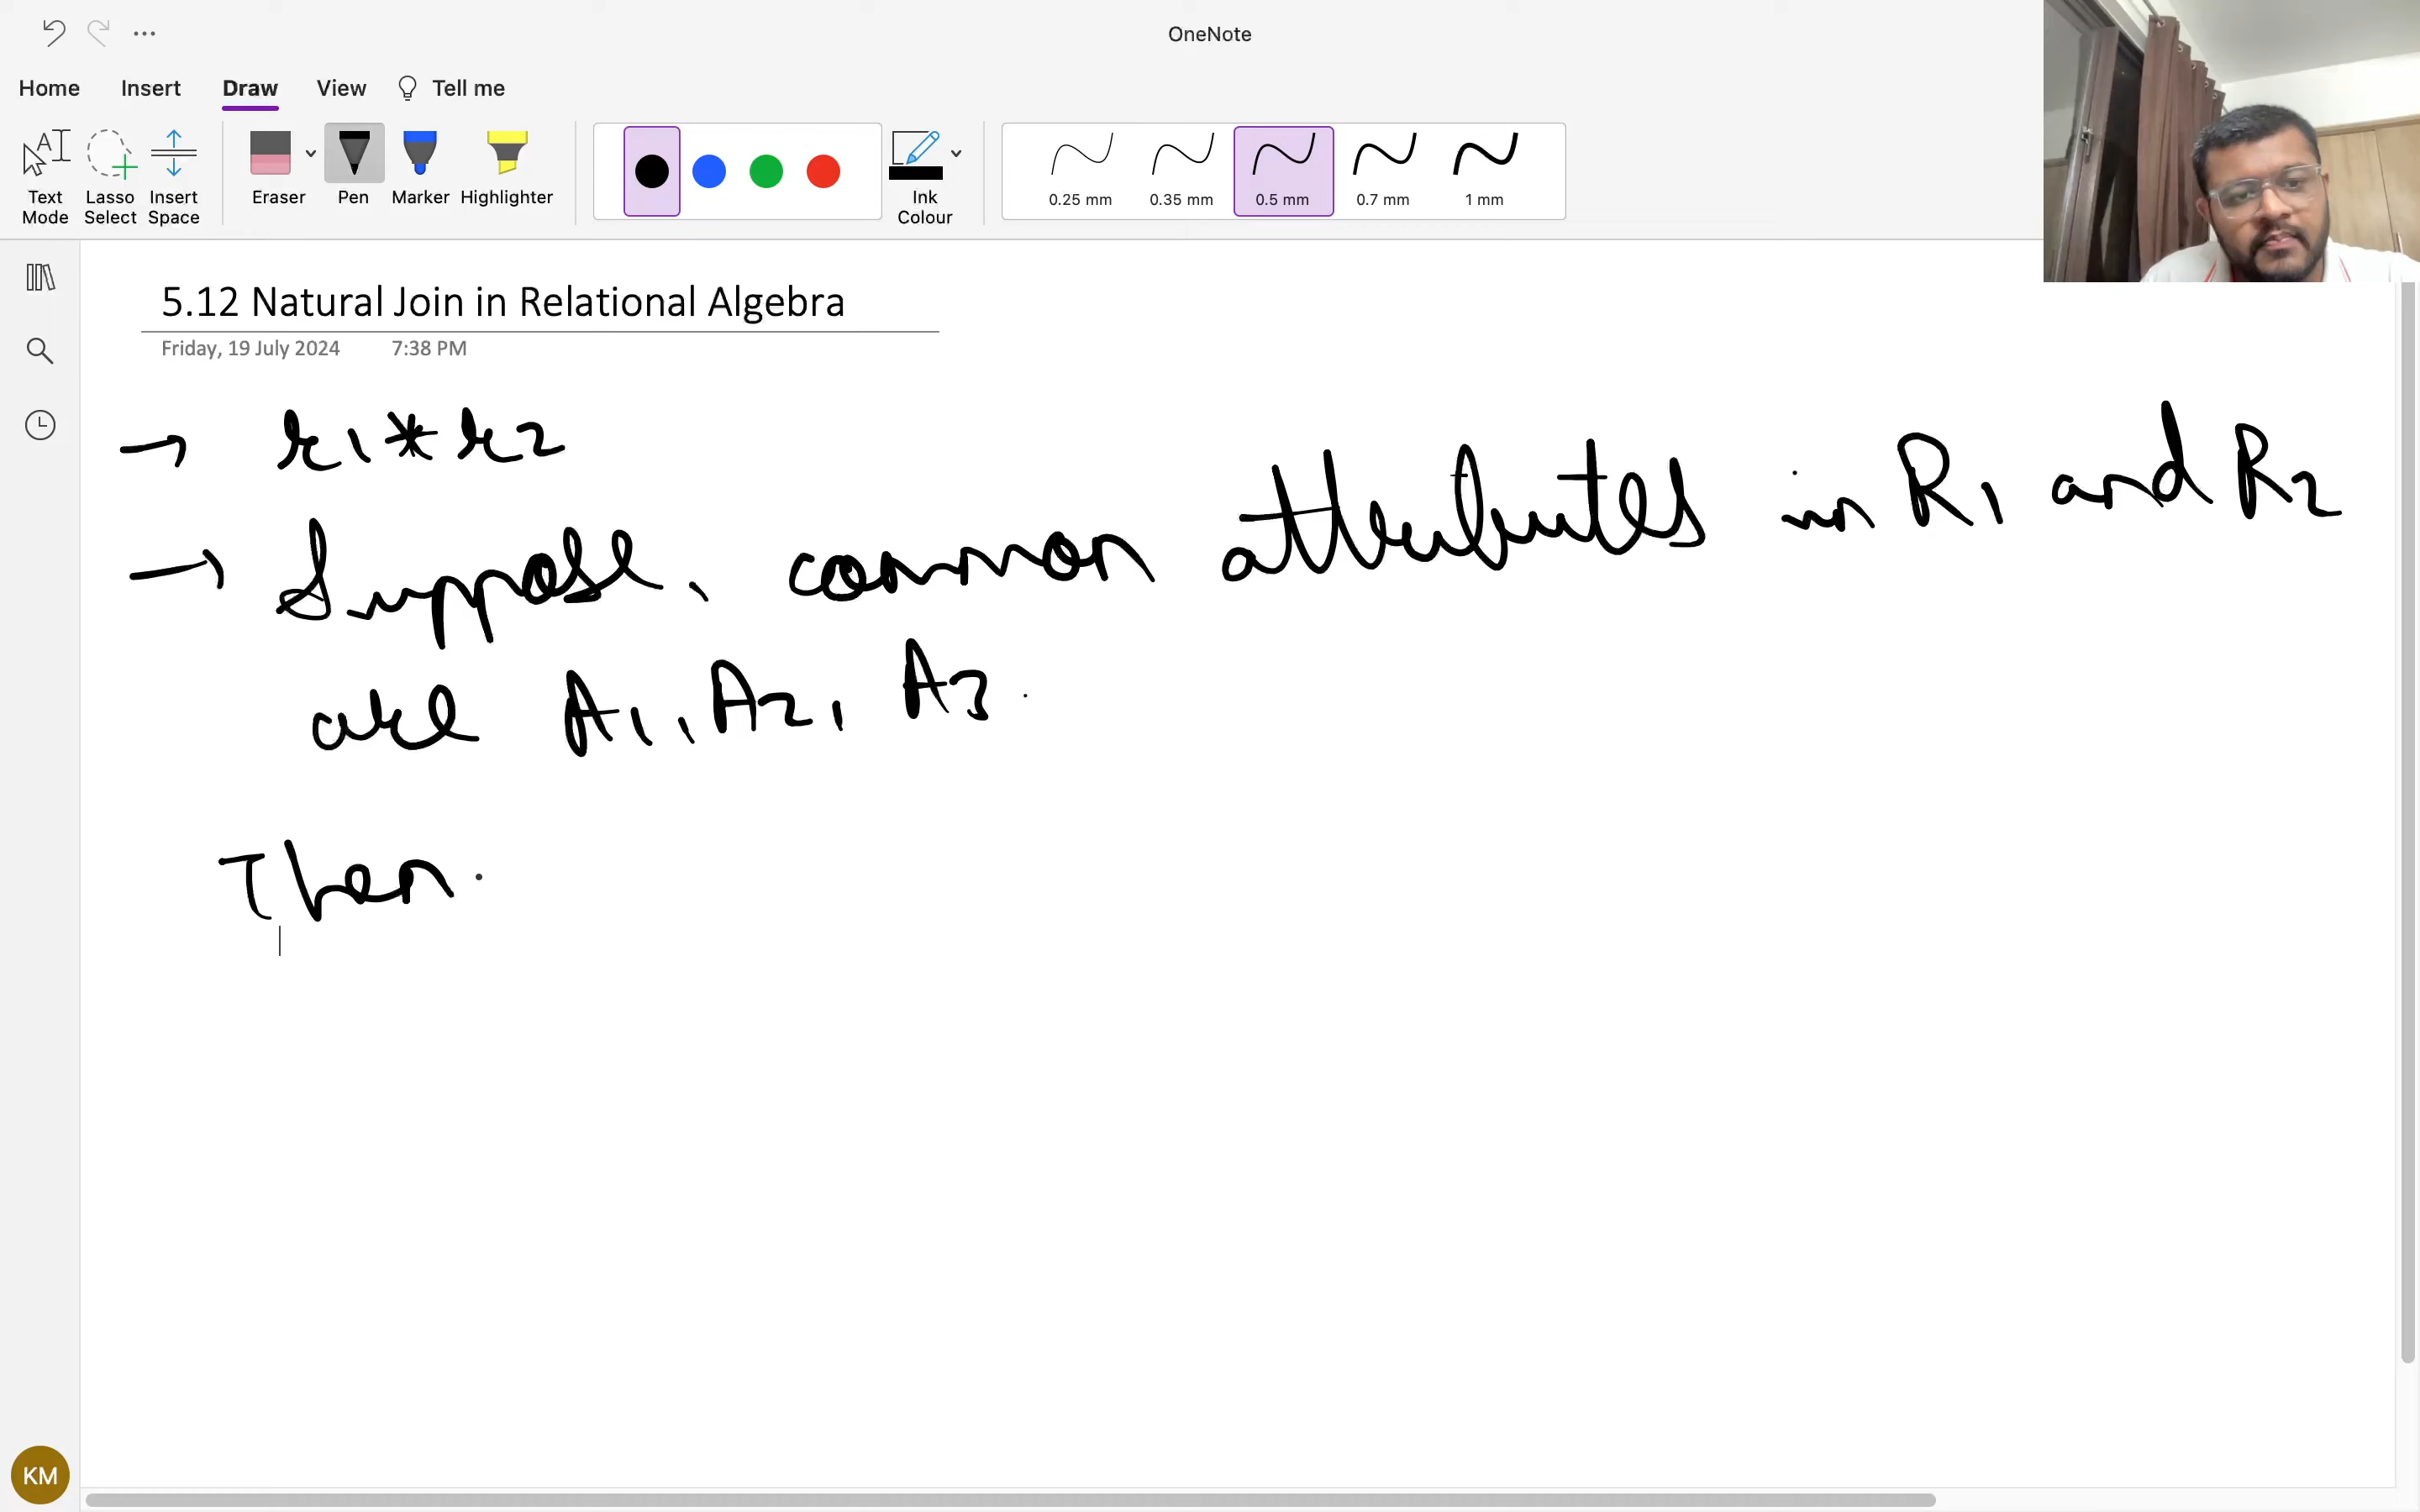 OneNote
Home Insert Draw View Tell me
Text Mode Lasso Select Insert Space Eraser Pen Marker Highlighter Ink Colour 0.25 mm 0.35 mm 0.5 mm 0.7 mm 1 mm
5.12 Natural Join in Relational Algebra
Friday, 19 July 2024 7:38 PM
→ r1 * r2
→ Suppose, common attributes in R1 and R2
are A1, A2, A3.
Then.
KM